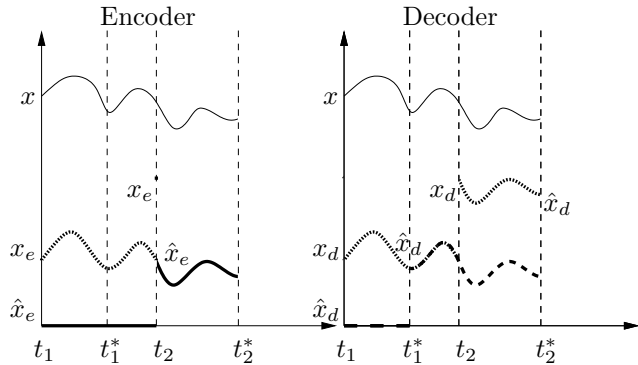 Encoder Decoder
x x
x_e x_d x̂_d
x_e x̂_e x_d x̂_d
x̂_e x̂_d
t_1 t_1^* t_2 t_2^* t_1 t_1^* t_2 t_2^*